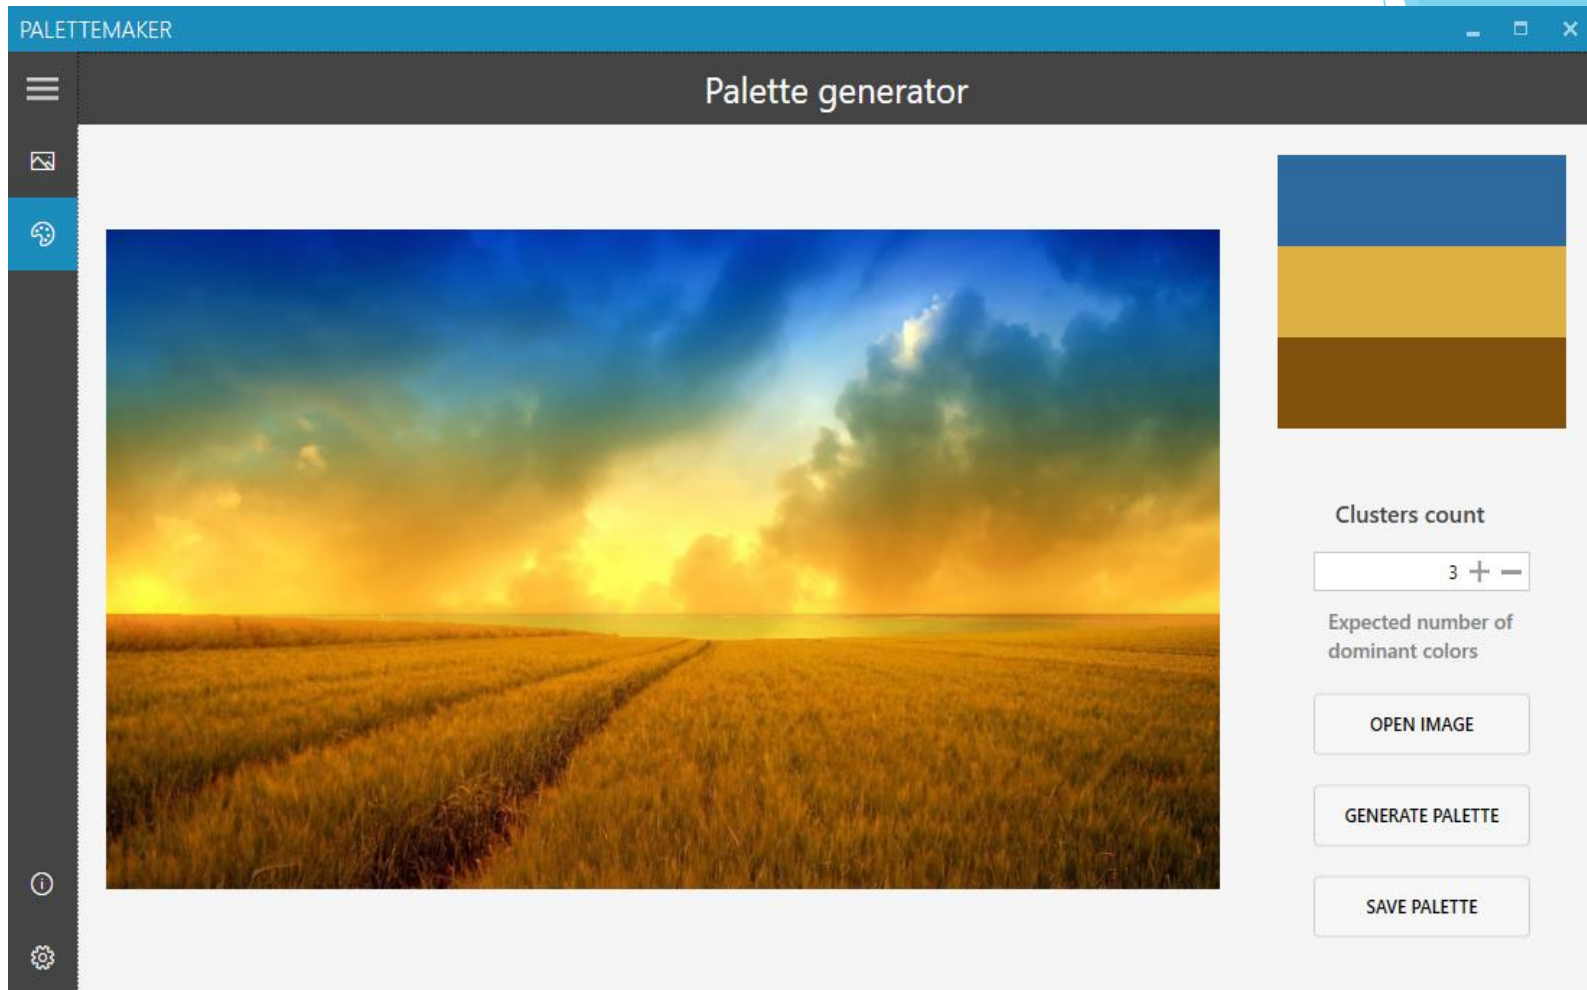 PALETTEMAKER
Palette generator
Clusters count
3
Expected number of
dominant colors
OPEN IMAGE
GENERATE PALETTE
SAVE PALETTE